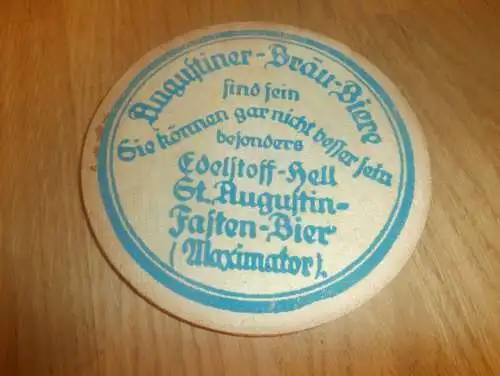 Augustiner-Bräu-Biere
sind fein
Sie können gar nicht besser sein
besonders
Edelstoff-Hell
St. Augustin-
Fasten-Bier
(Maximator).